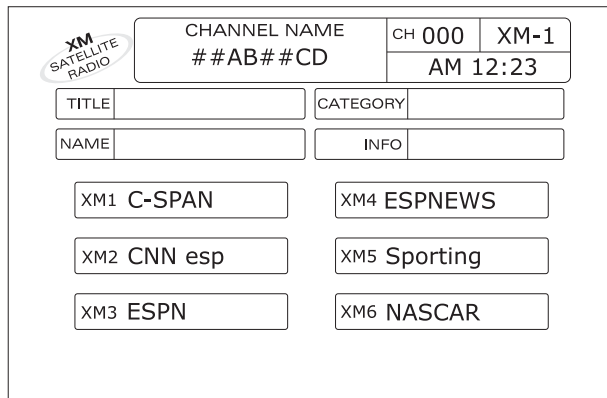 XM
SATELLITE
RADIO
CHANNEL NAME
##AB##CD
CH 000
XM-1
AM 12:23
TITLE
CATEGORY
NAME
INFO
XM1 C-SPAN
XM4 ESPNEWS
XM2 CNN esp
XM5 Sporting
XM3 ESPN
XM6 NASCAR